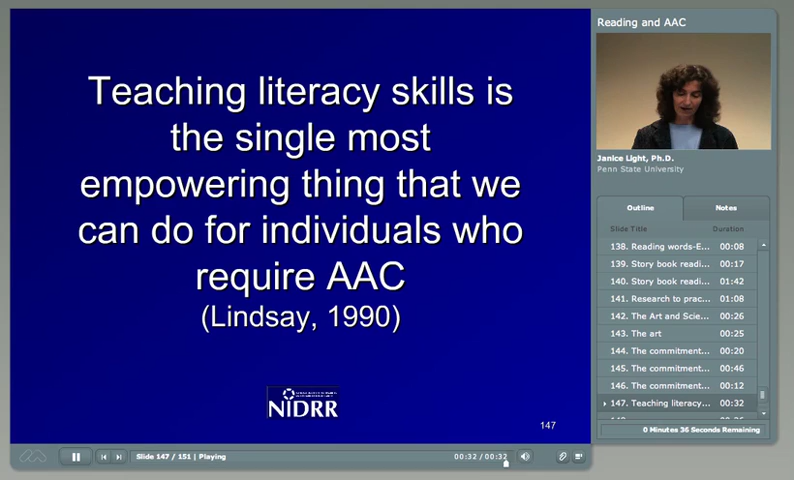 Teaching literacy skills is
the single most
empowering thing that we
can do for individuals who
require AAC
(Lindsay, 1990)
NIDRR
147
Slide 147 / 151 | Playing
00:32 / 00:32
Reading and AAC
Janice Light, Ph.D.
Penn State University
Outline Notes
Slide Title Duration
138. Reading words-E... 00:08
139. Story book readi... 00:17
140. Story book readi... 01:42
141. Research to prac... 01:08
142. The Art and Scie... 00:26
143. The art 00:25
144. The commitment... 00:20
145. The commitment... 00:46
146. The commitment... 00:12
147. Teaching literacy... 00:32
0 Minutes 36 Seconds Remaining